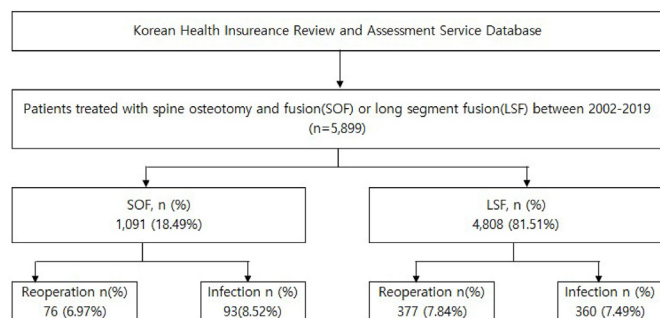 Korean Health Insureance Review and Assessment Service Database
Patients treated with spine osteotomy and fusion(SOF) or long segment fusion(LSF) between 2002-2019
(n=5,899)
SOF, n (%)
1,091 (18.49%)
LSF, n (%)
4,808 (81.51%)
Reoperation n(%)
76 (6.97%)
Infection n (%)
93(8.52%)
Reoperation n(%)
377 (7.84%)
Infection n (%)
360 (7.49%)